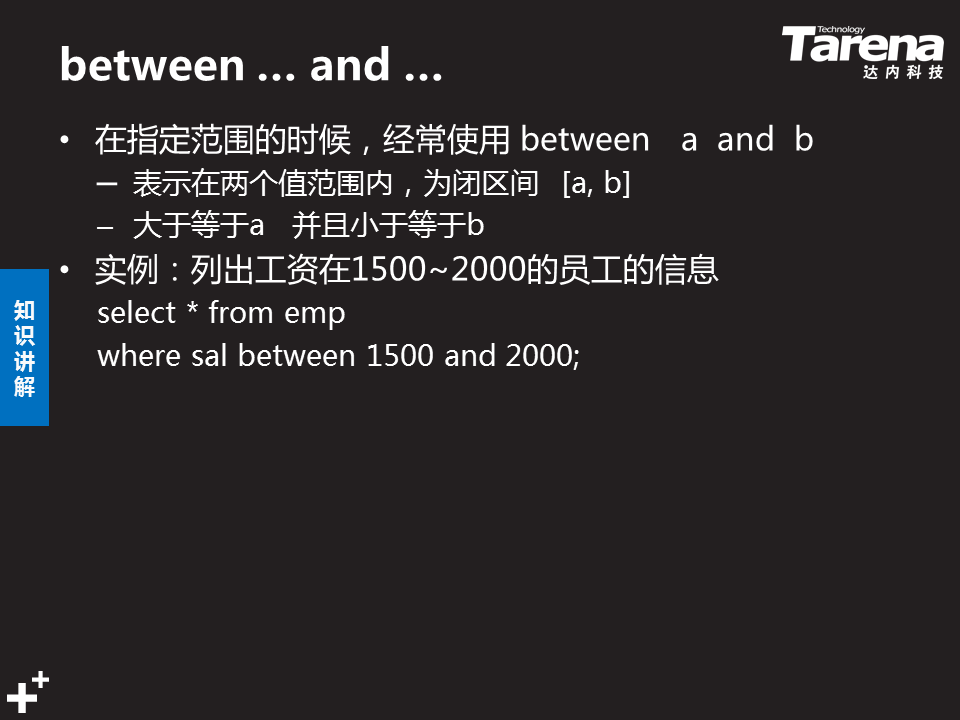 between … and …
Technology
Tarena
达内科技
• 在指定范围的时候，经常使用 between a and b
– 表示在两个值范围内，为闭区间 [a, b]
– 大于等于a 并且小于等于b
• 实例：列出工资在1500~2000的员工的信息
select * from emp
where sal between 1500 and 2000;
知
识
讲
解